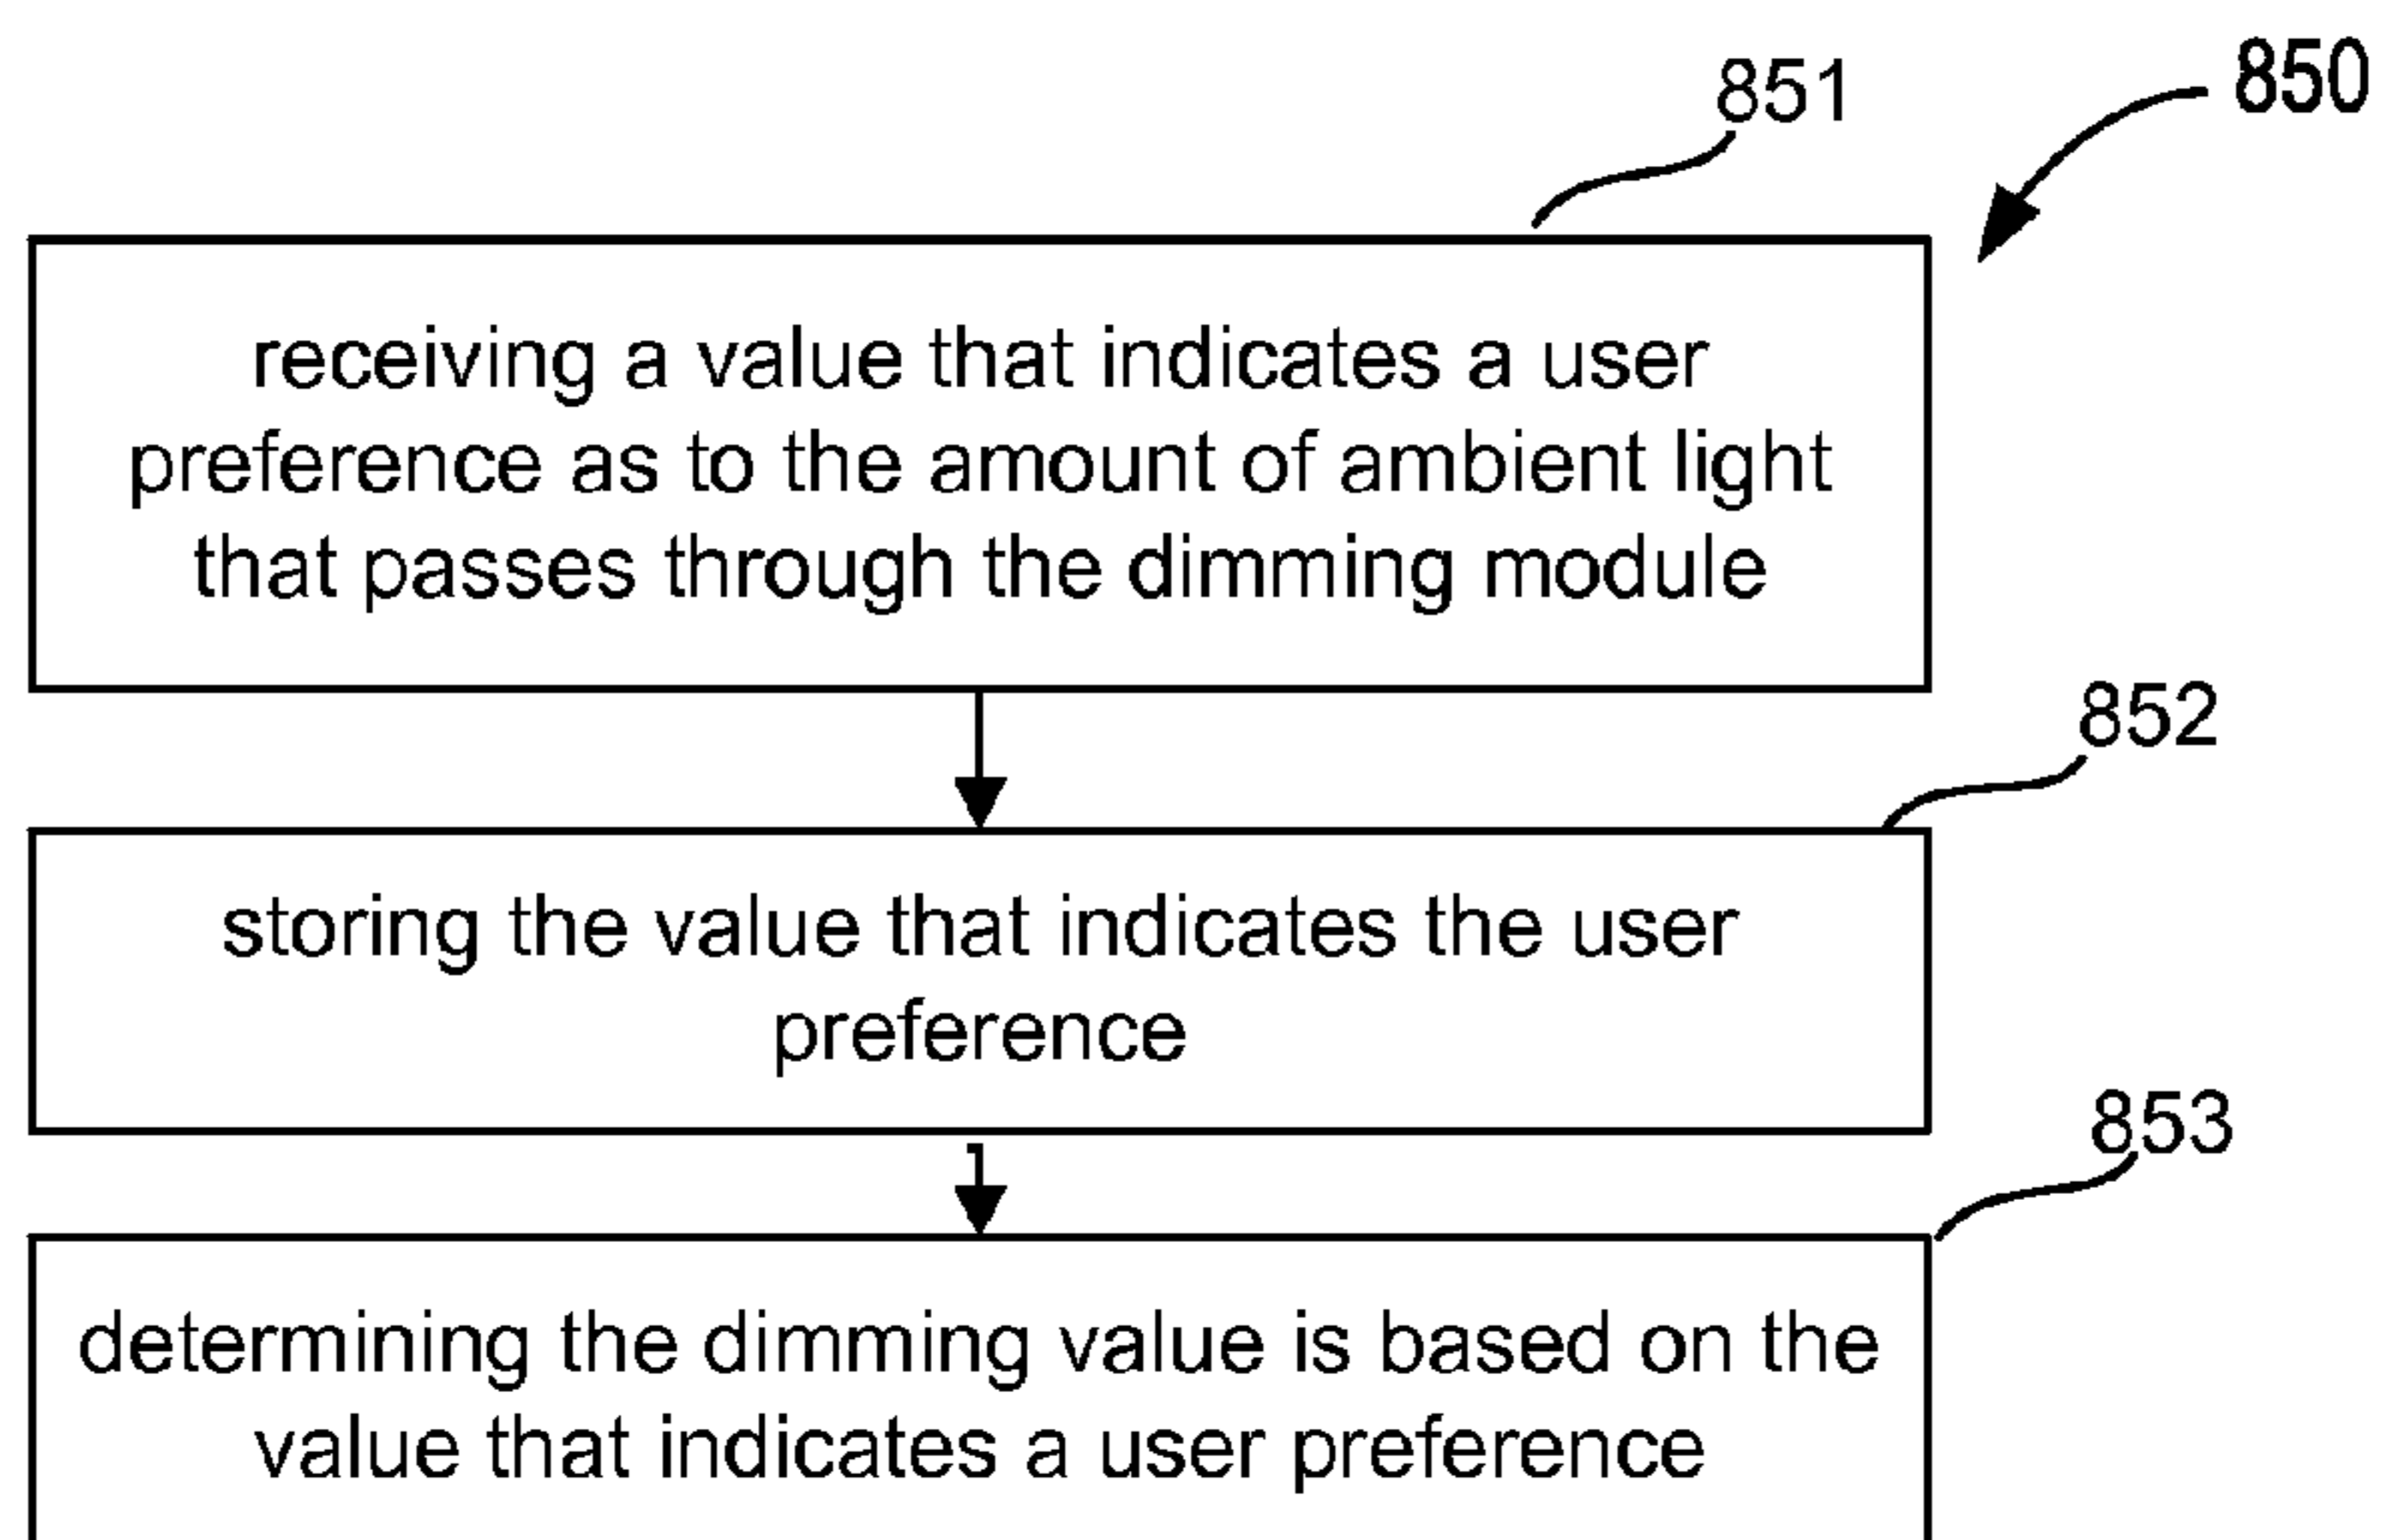 850
851
receiving a value that indicates a user
preference as to the amount of ambient light
that passes through the dimming module
852
storing the value that indicates the user
preference
853
determining the dimming value is based on the
value that indicates a user preference